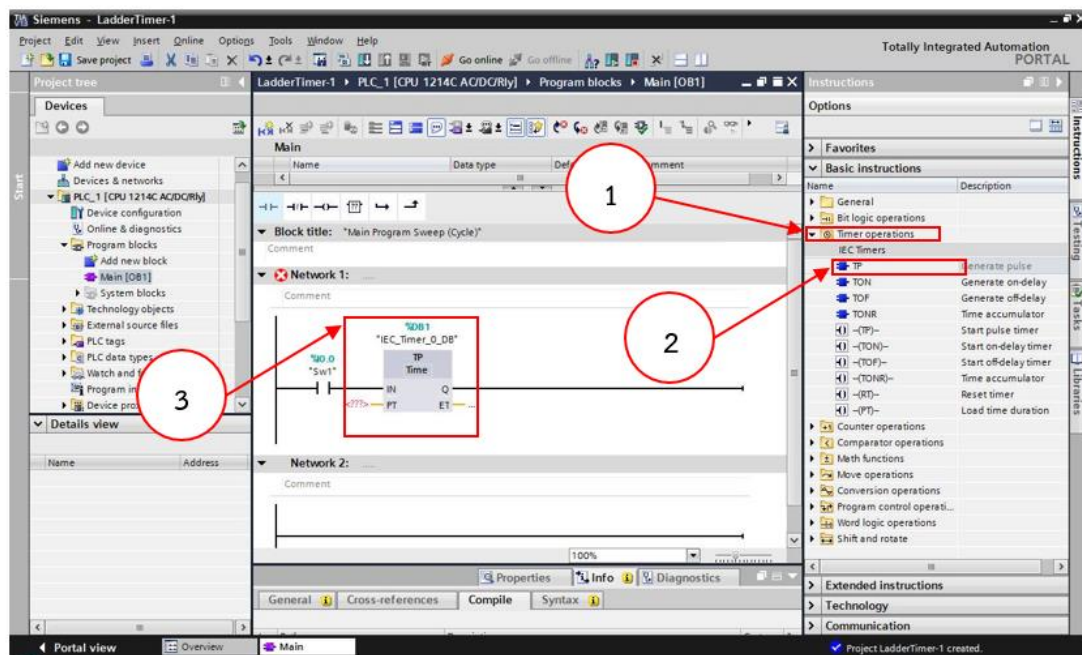 Siemens - LadderTimer-1
Project Edit View Insert Online Options Tools Window Help
Totally Integrated Automation
PORTAL
Save project
Go online
Go offline
Project tree
LadderTimer-1 ▸ PLC_1 [CPU 1214C AC/DC/Rly] ▸ Program blocks ▸ Main [OB1]
Instructions
Devices
Options
Start
Add new device
Devices & networks
PLC_1 [CPU 1214C AC/DC/Rly]
Device configuration
Online & diagnostics
Program blocks
Add new block
Main [OB1]
System blocks
Technology objects
External source files
PLC tags
PLC data types
Device
Details view
Name Address
Main
Name Data type
Block title: "Main Program Sweep (Cycle)"
Comment
Network 1:
Comment
%DB1
"IEC_Timer_0_DB"
%I0.0
"Sw1"
TP
Time
IN Q
<???> PT ET ...
Network 2:
Comment
100%
1
2
3
Properties Info Diagnostics
General Cross-references Compile Syntax
Favorites
Basic instructions
Name Description
General
Bit logic operations
Timer operations
IEC Timers
TP Generate pulse
TON Generate on-delay
TOF Generate off-delay
TONR Time accumulator
-(TP)- Start pulse timer
-(TON)- Start on-delay timer
-(TOF)- Start off-delay timer
-(TONR)- Time accumulator
-(RT)- Reset timer
-(PT)- Load time duration
Counter operations
Comparator operations
Math functions
Move operations
Conversion operations
Program control operati...
Word logic operations
Shift and rotate
Extended instructions
Technology
Communication
Instructions
Testing
Tasks
Libraries
Portal view Overview Main
Project LadderTimer-1 created.